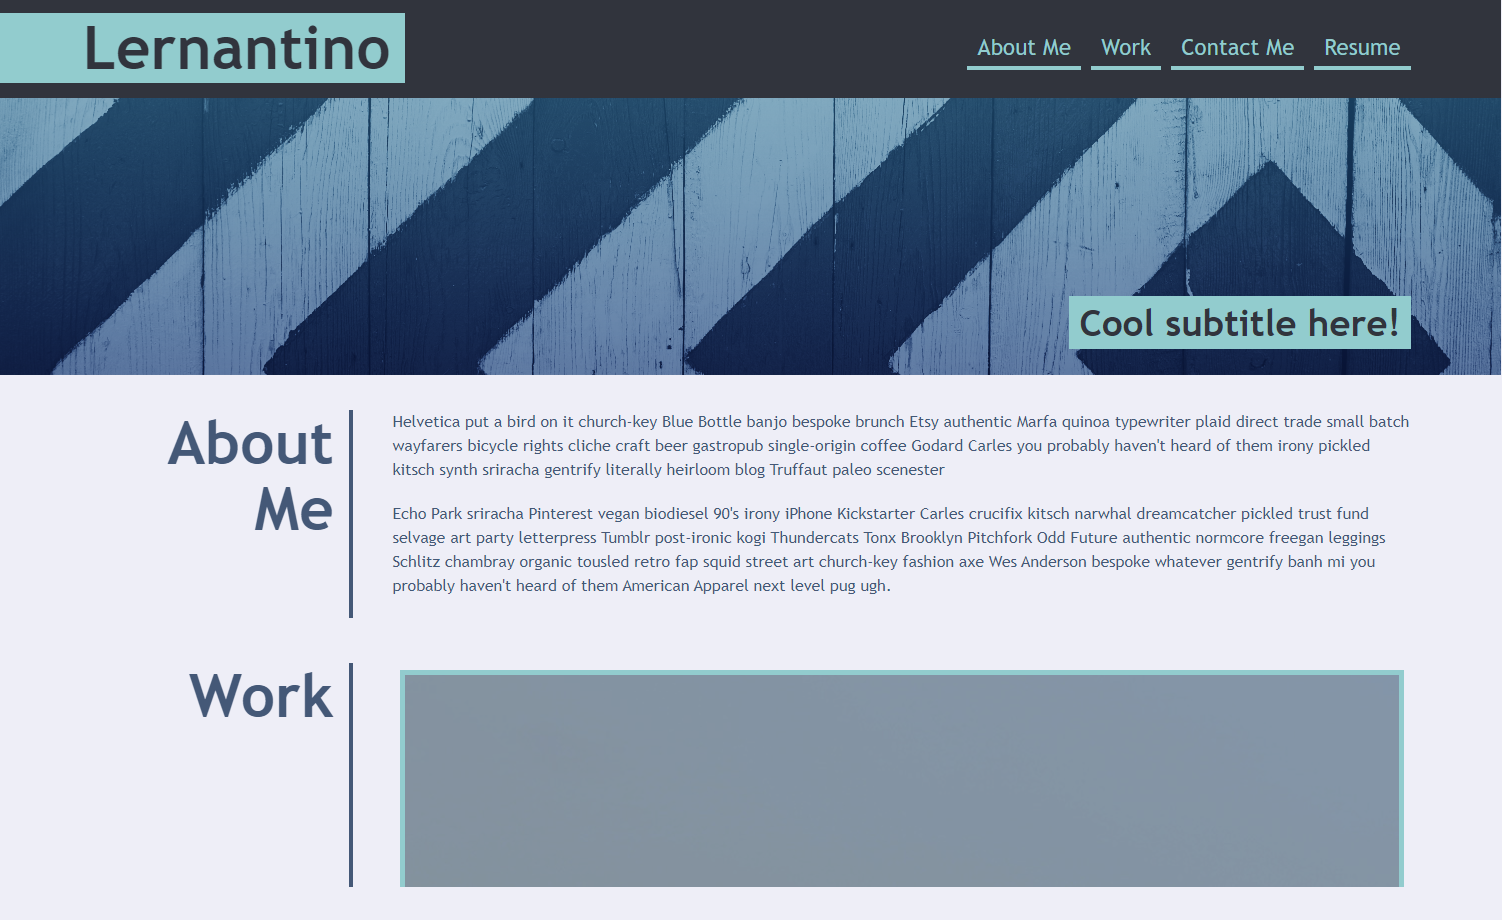 Lernantino
About Me Work Contact Me Resume
Cool subtitle here!
About
Me
Helvetica put a bird on it church-key Blue Bottle banjo bespoke brunch Etsy authentic Marfa quinoa typewriter plaid direct trade small batch
wayfarers bicycle rights cliche craft beer gastropub single-origin coffee Godard Carles you probably haven't heard of them irony pickled
kitsch synth sriracha gentrify literally heirloom blog Truffaut paleo scenester
Echo Park sriracha Pinterest vegan biodiesel 90's irony iPhone Kickstarter Carles crucifix kitsch narwhal dreamcatcher pickled trust fund
selvage art party letterpress Tumblr post-ironic kogi Thundercats Tonx Brooklyn Pitchfork Odd Future authentic normcore freegan leggings
Schlitz chambray organic tousled retro fap squid street art church-key fashion axe Wes Anderson bespoke whatever gentrify banh mi you
probably haven't heard of them American Apparel next level pug ugh.
Work